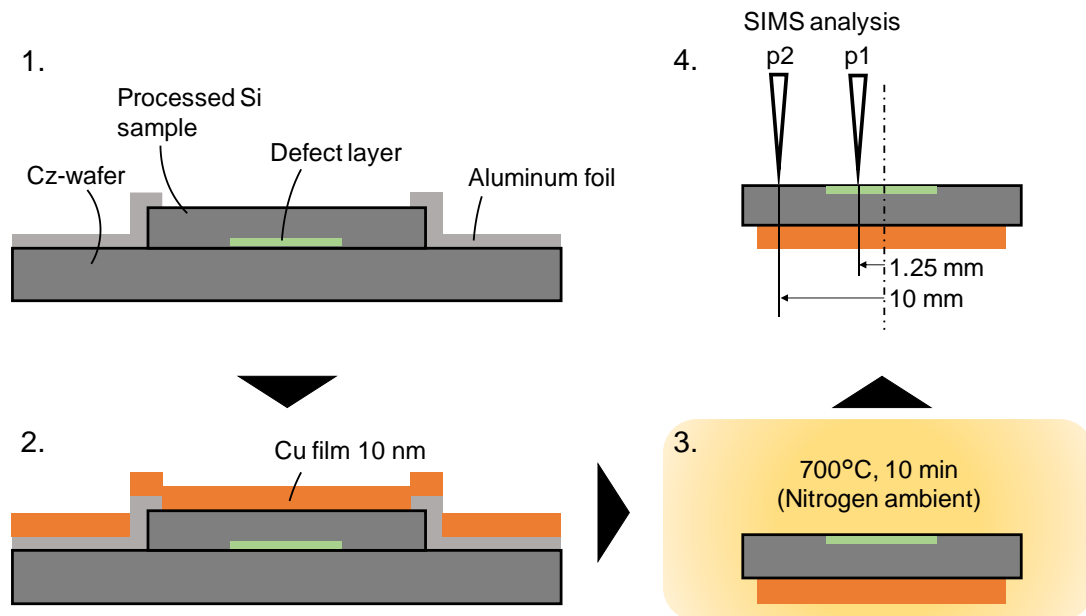 1.
Processed Si
sample
Defect layer
Cz-wafer
Aluminum foil
2.
Cu film 10 nm
3.
700°C, 10 min
(Nitrogen ambient)
SIMS analysis
4.
p2
p1
1.25 mm
10 mm